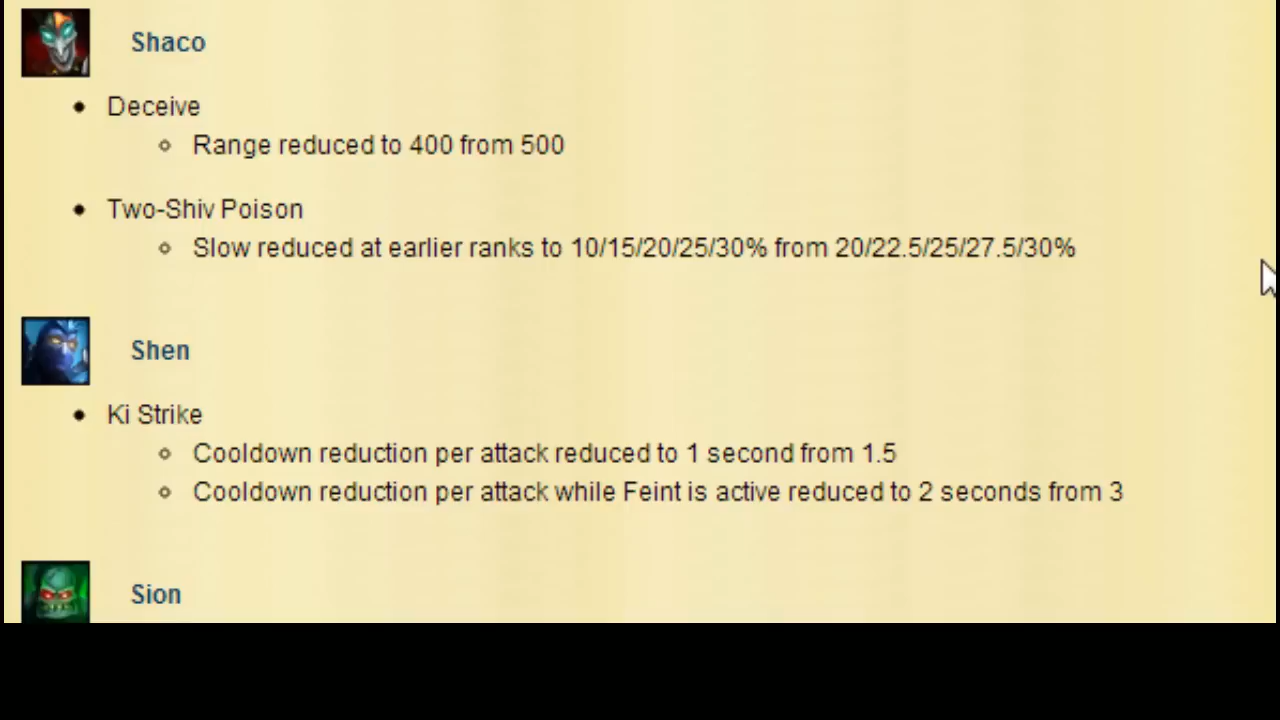 Shaco
Deceive
Range reduced to 400 from 500
Two-Shiv Poison
Slow reduced at earlier ranks to 10/15/20/25/30% from 20/22.5/25/27.5/30%
Shen
Ki Strike
Cooldown reduction per attack reduced to 1 second from 1.5
Cooldown reduction per attack while Feint is active reduced to 2 seconds from 3
Sion